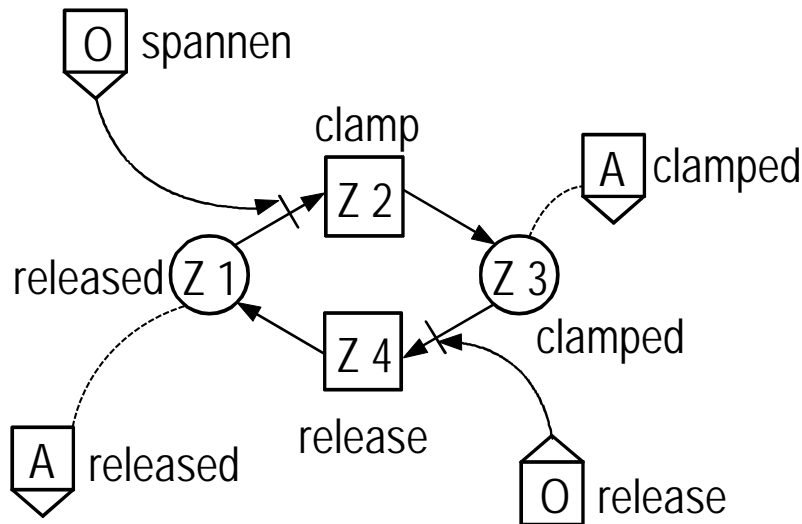 O spannen
clamp
A clamped
Z 2
released Z 1
Z 3
clamped
Z 4
release
A released
O release